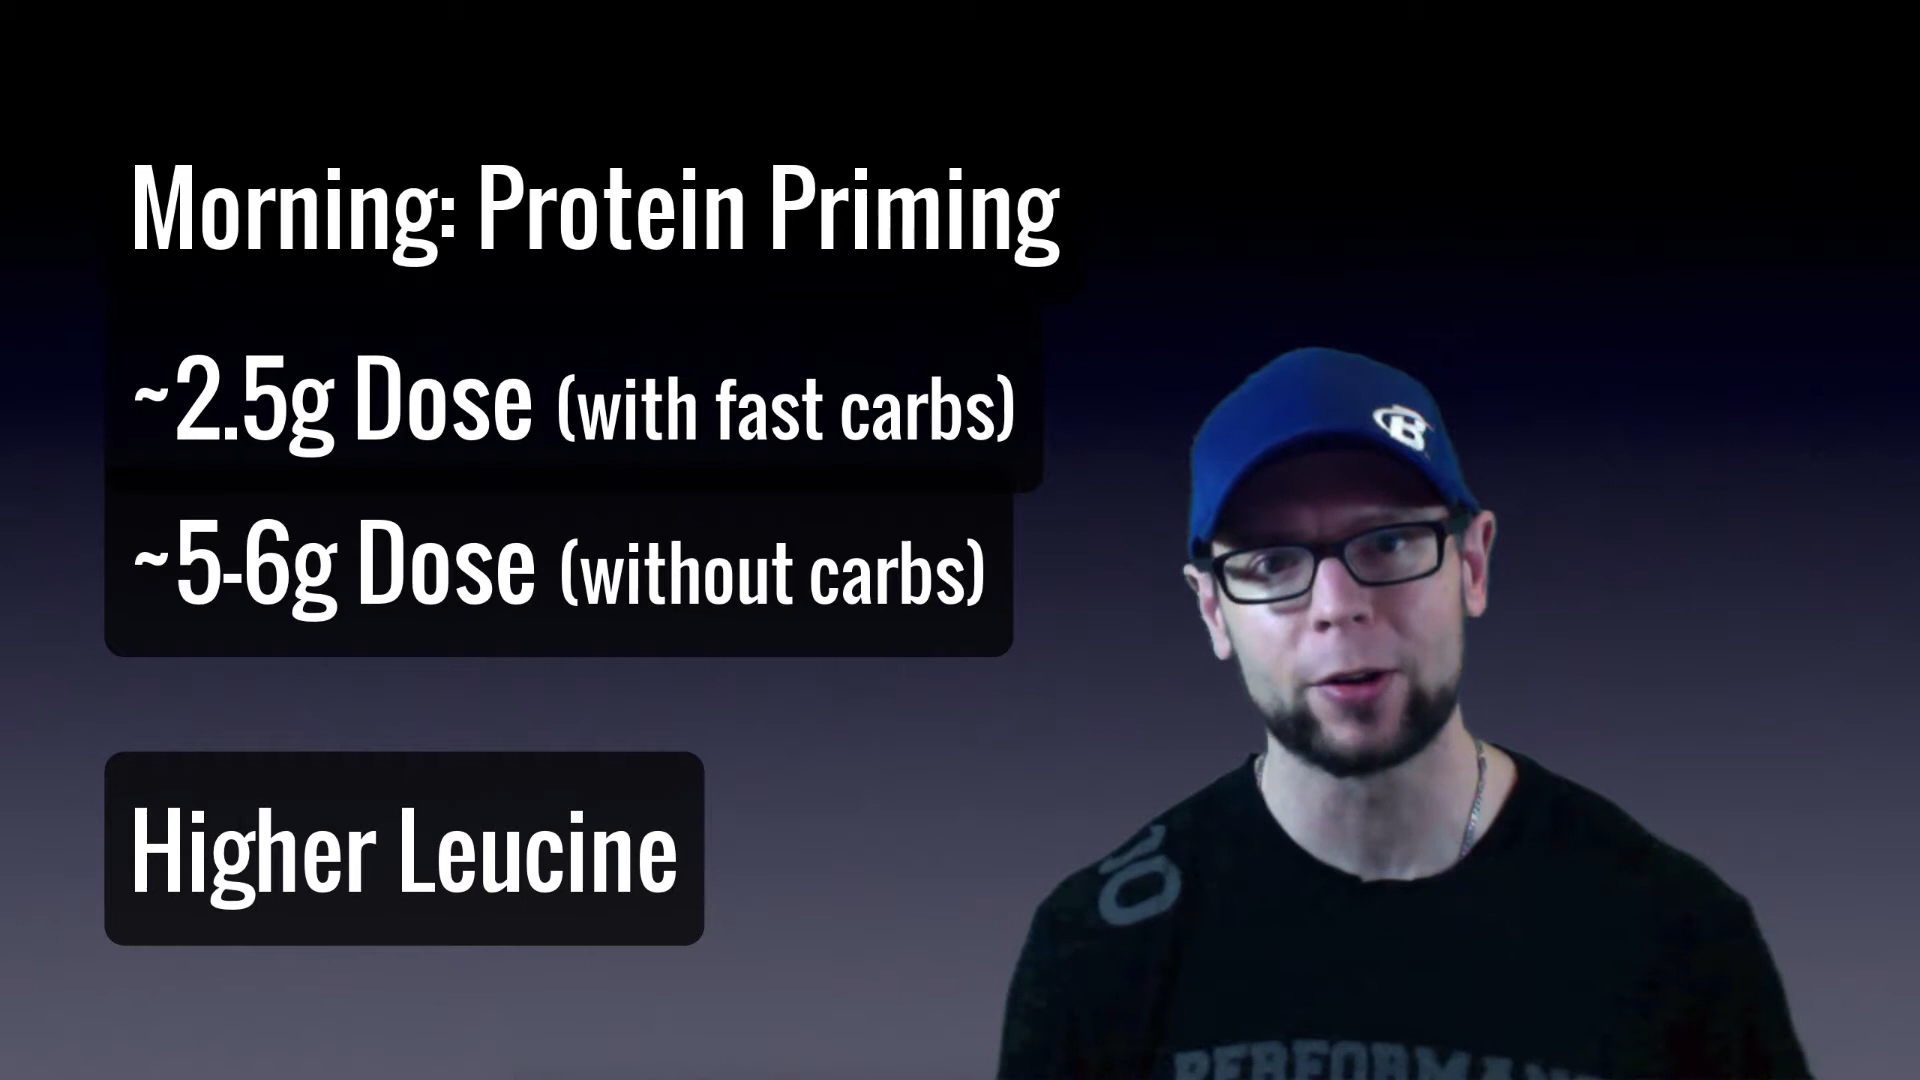 Morning: Protein Priming
~2.5g Dose (with fast carbs)
~5-6g Dose (without carbs)
Higher Leucine
B